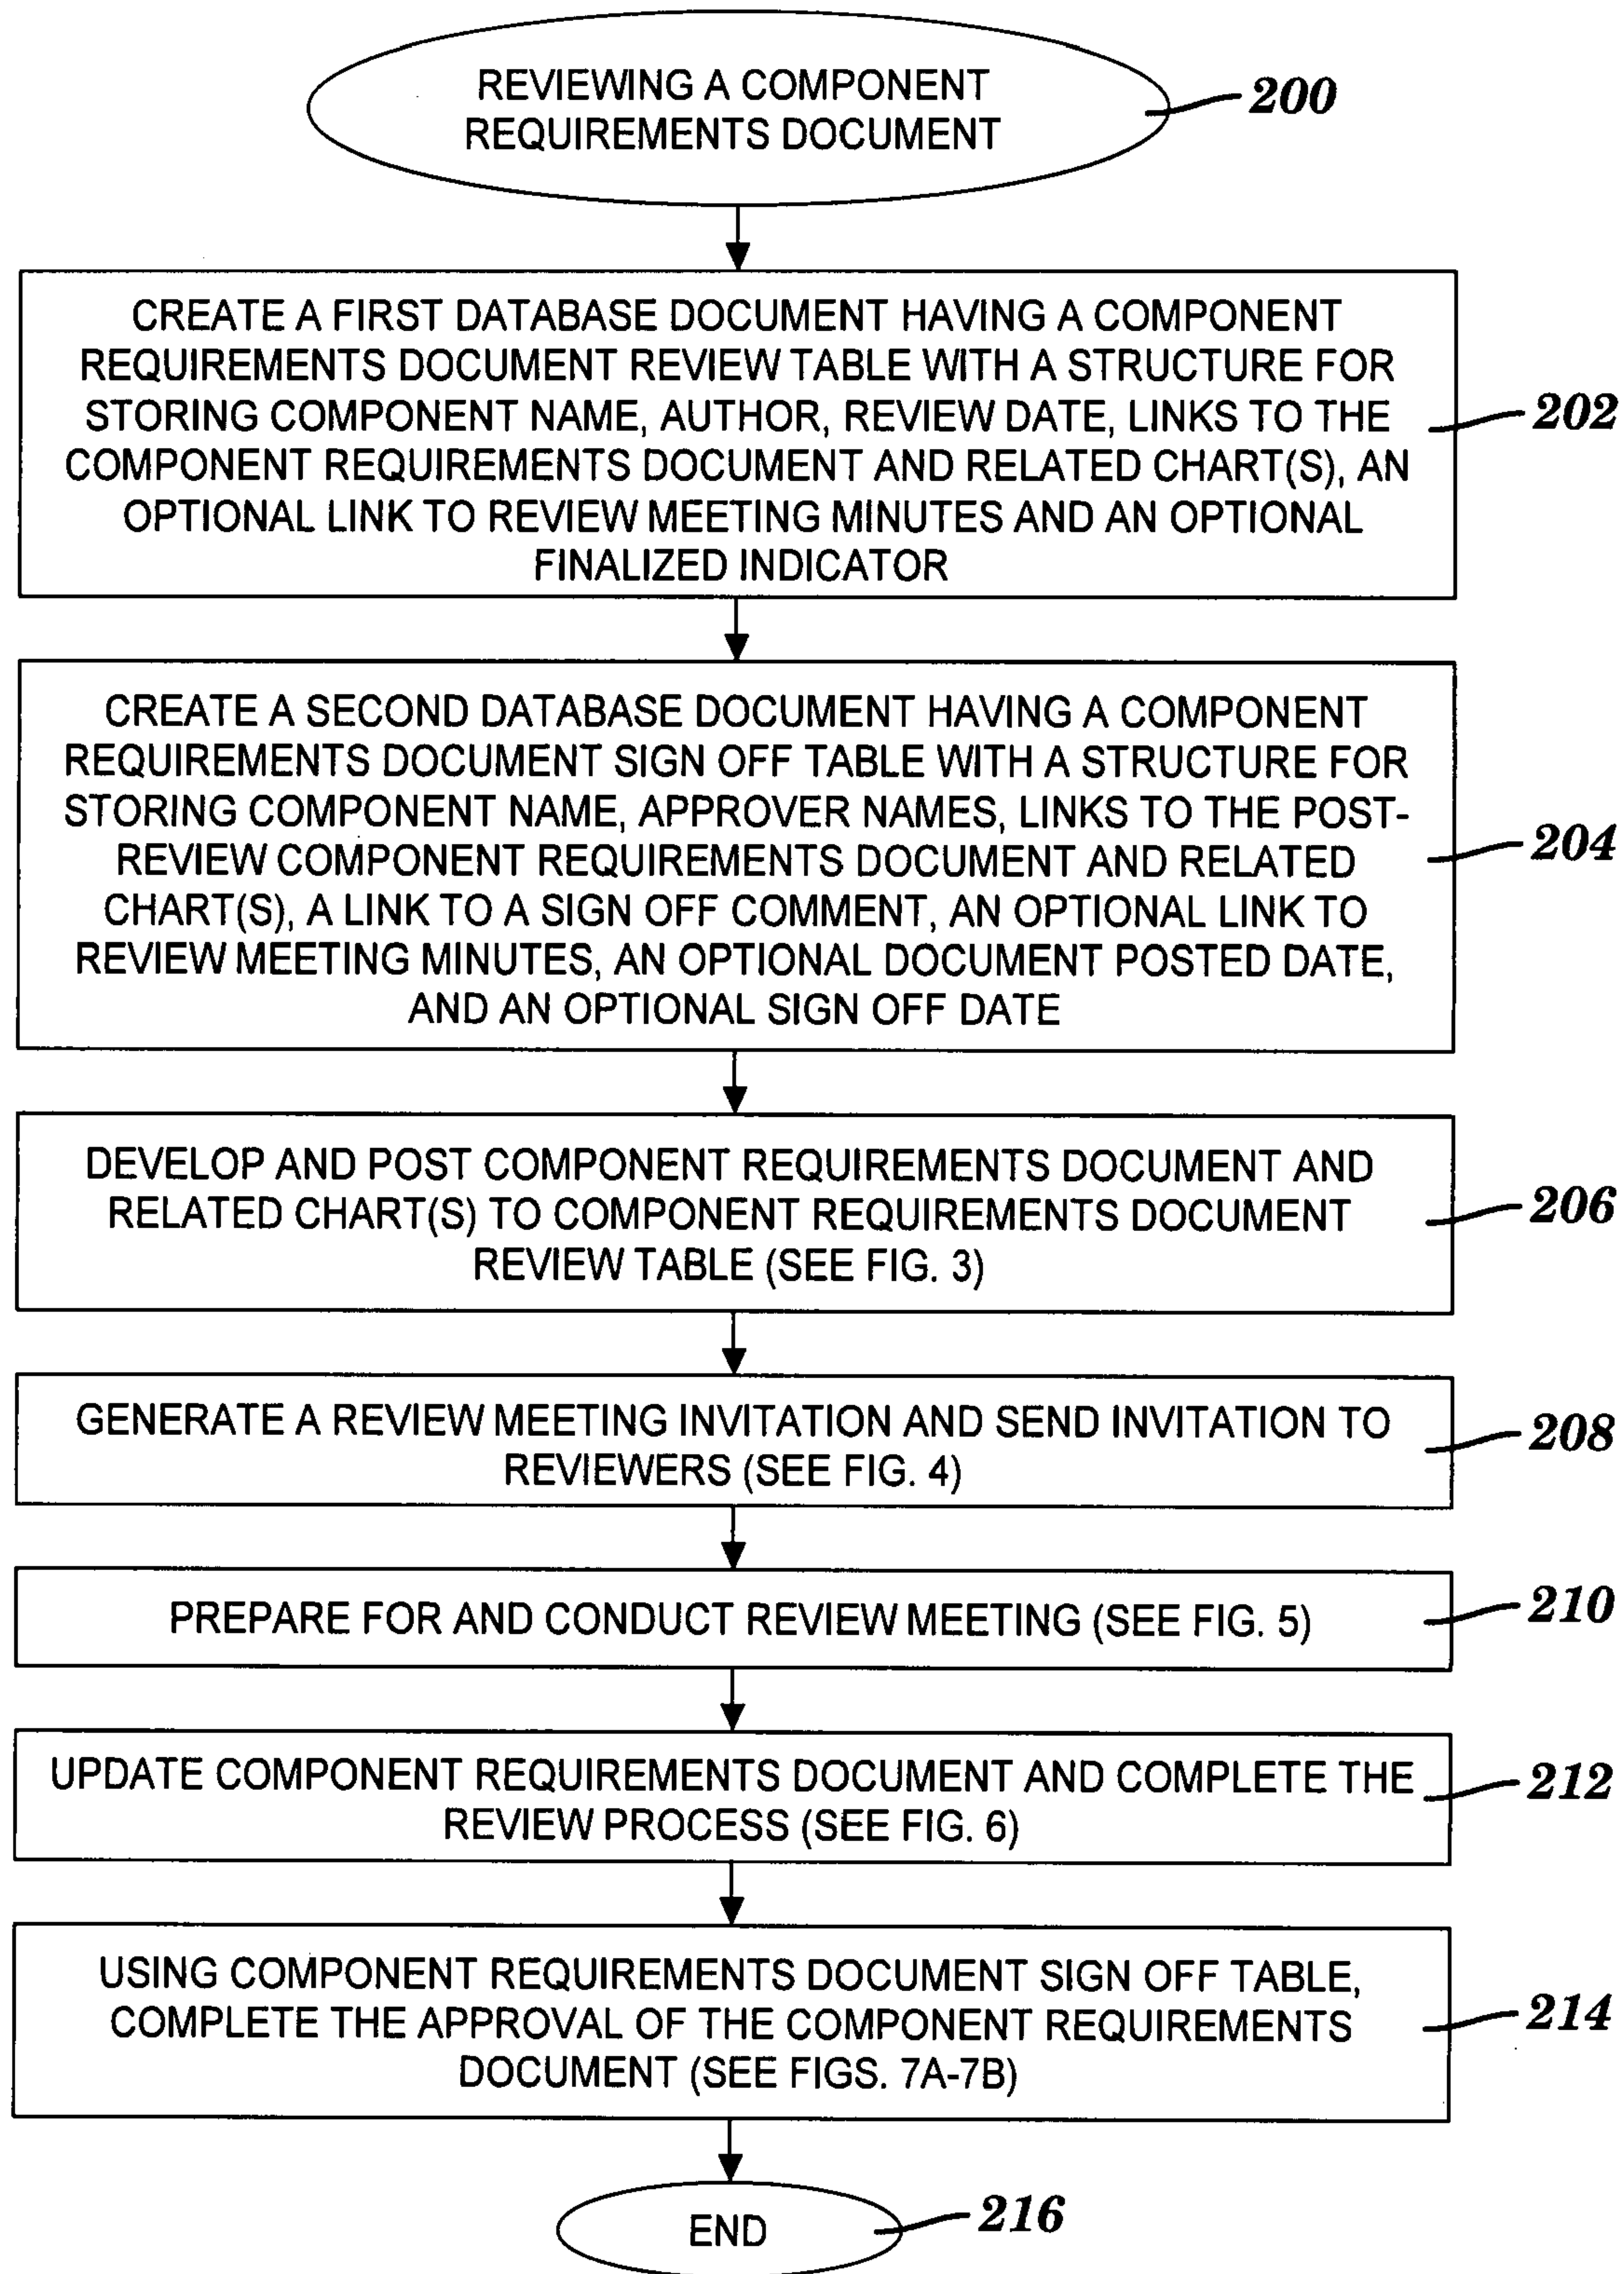 REVIEWING A COMPONENT
REQUIREMENTS DOCUMENT
200
CREATE A FIRST DATABASE DOCUMENT HAVING A COMPONENT
REQUIREMENTS DOCUMENT REVIEW TABLE WITH A STRUCTURE FOR
STORING COMPONENT NAME, AUTHOR, REVIEW DATE, LINKS TO THE
COMPONENT REQUIREMENTS DOCUMENT AND RELATED CHART(S), AN
OPTIONAL LINK TO REVIEW MEETING MINUTES AND AN OPTIONAL
FINALIZED INDICATOR
202
CREATE A SECOND DATABASE DOCUMENT HAVING A COMPONENT
REQUIREMENTS DOCUMENT SIGN OFF TABLE WITH A STRUCTURE FOR
STORING COMPONENT NAME, APPROVER NAMES, LINKS TO THE POST-
REVIEW COMPONENT REQUIREMENTS DOCUMENT AND RELATED
CHART(S), A LINK TO A SIGN OFF COMMENT, AN OPTIONAL LINK TO
REVIEW MEETING MINUTES, AN OPTIONAL DOCUMENT POSTED DATE,
AND AN OPTIONAL SIGN OFF DATE
204
DEVELOP AND POST COMPONENT REQUIREMENTS DOCUMENT AND
RELATED CHART(S) TO COMPONENT REQUIREMENTS DOCUMENT
REVIEW TABLE (SEE FIG. 3)
206
GENERATE A REVIEW MEETING INVITATION AND SEND INVITATION TO
REVIEWERS (SEE FIG. 4)
208
PREPARE FOR AND CONDUCT REVIEW MEETING (SEE FIG. 5)
210
UPDATE COMPONENT REQUIREMENTS DOCUMENT AND COMPLETE THE
REVIEW PROCESS (SEE FIG. 6)
212
USING COMPONENT REQUIREMENTS DOCUMENT SIGN OFF TABLE,
COMPLETE THE APPROVAL OF THE COMPONENT REQUIREMENTS
DOCUMENT (SEE FIGS. 7A-7B)
214
END
216